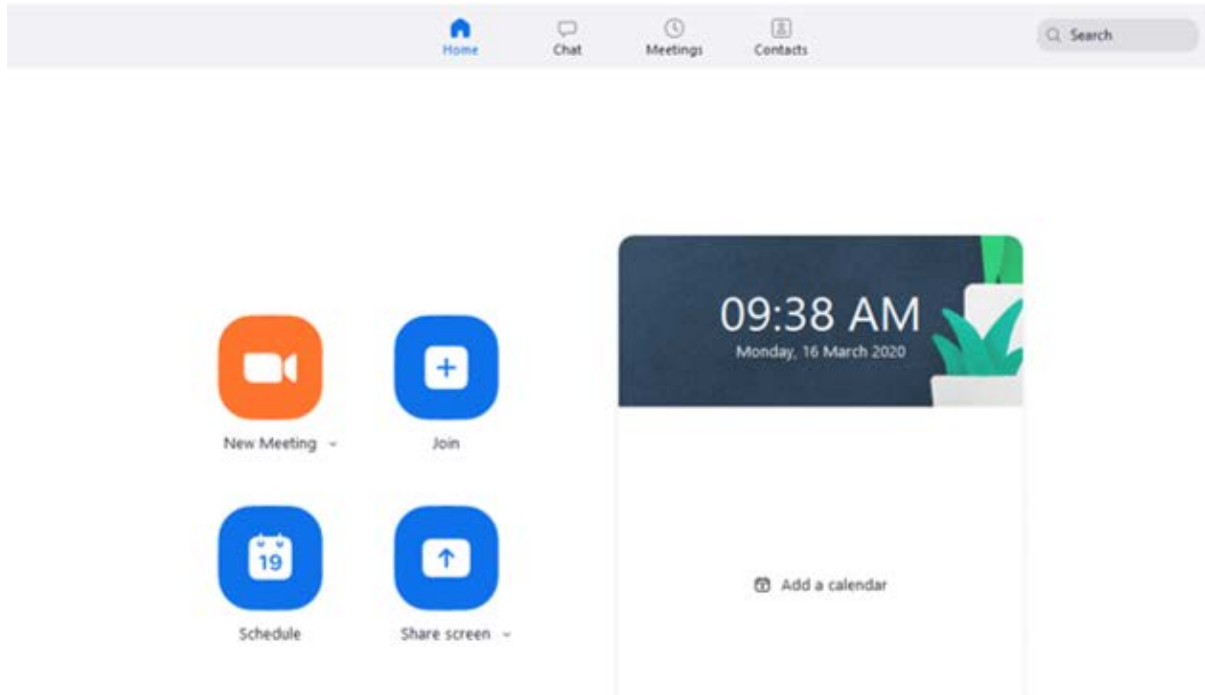 Home
Chat
Meetings
Contacts
Search
09:38 AM
Monday, 16 March 2020
New Meeting
Join
19
Schedule
Share screen
Add a calendar